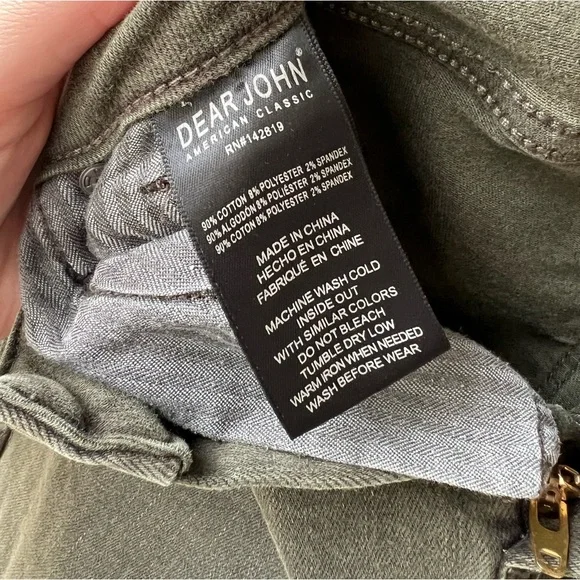 DEAR JOHN®
AMERICAN CLASSIC
RN#142819
90% COTTON 8% POLYESTER 2% SPANDEX
90% ALGODON 8% POLIÉSTER 2% SPANDEX
90% COTON 8% POLYESTER 2% SPANDEX
MADE IN CHINA
HECHO EN CHINA
FABRIQUÉ EN CHINE
MACHINE WASH COLD
INSIDE OUT
WITH SIMILAR COLORS
DO NOT BLEACH
TUMBLE DRY LOW
WARM IRON WHEN NEEDED
WASH BEFORE WEAR